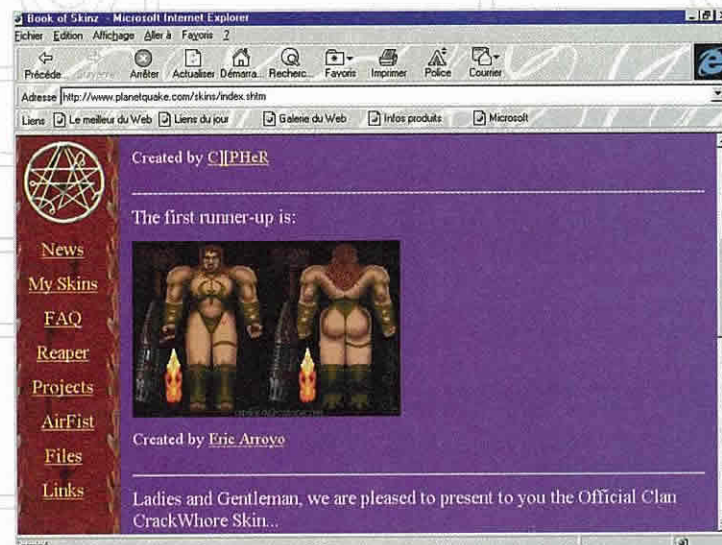 Book of Skinz - Microsoft Internet Explorer
Fichier Edition Affichage Aller à Favoris ?
Précéde... Suivante Arrêter Actualiser Démarra... Recherc... Favoris Imprimer Police Courrier
Adresse http://www.planetquake.com/skins/index.shtm
Liens Le meilleur du Web Liens du jour Galerie du Web Infos produits Microsoft
Created by C][PHeR
The first runner-up is:
News
My Skins
FAQ
Reaper
Projects
AirFist
Files
Links
Created by Eric Arroyo
Ladies and Gentleman, we are pleased to present to you the Official Clan
CrackWhore Skin...